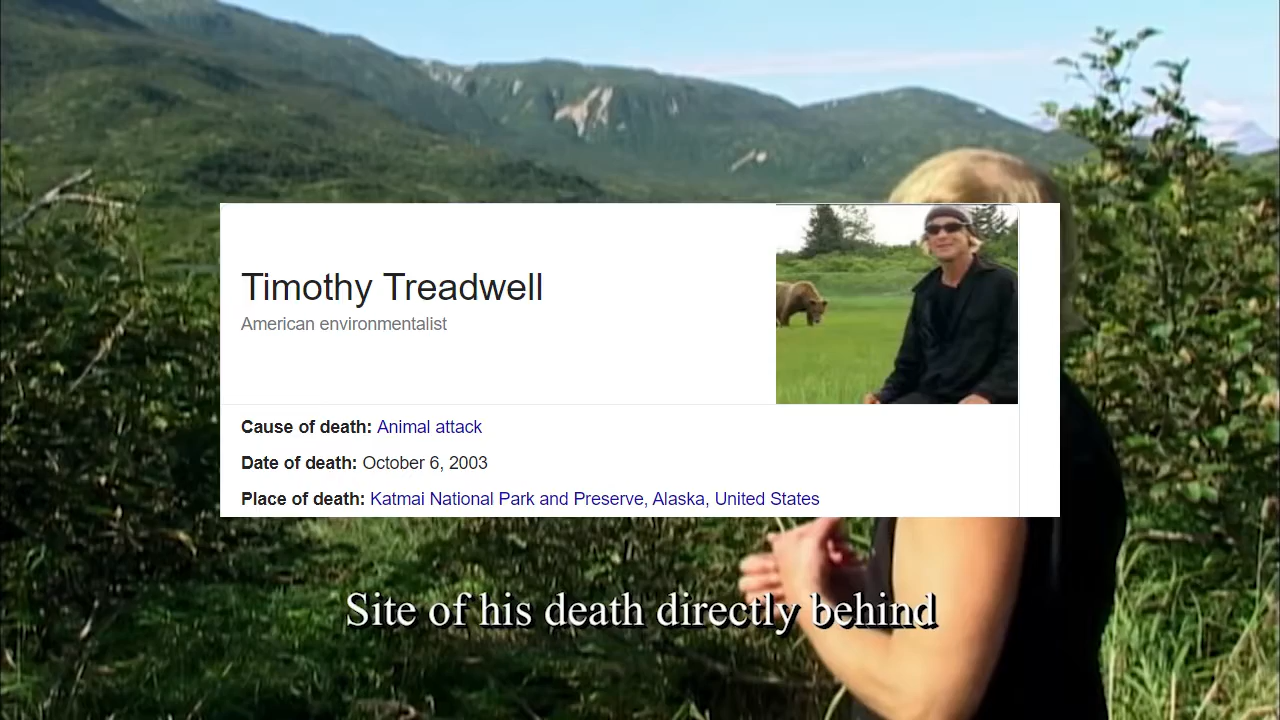 Timothy Treadwell
American environmentalist
Cause of death: Animal attack
Date of death: October 6, 2003
Place of death: Katmai National Park and Preserve, Alaska, United States
Site of his death directly behind